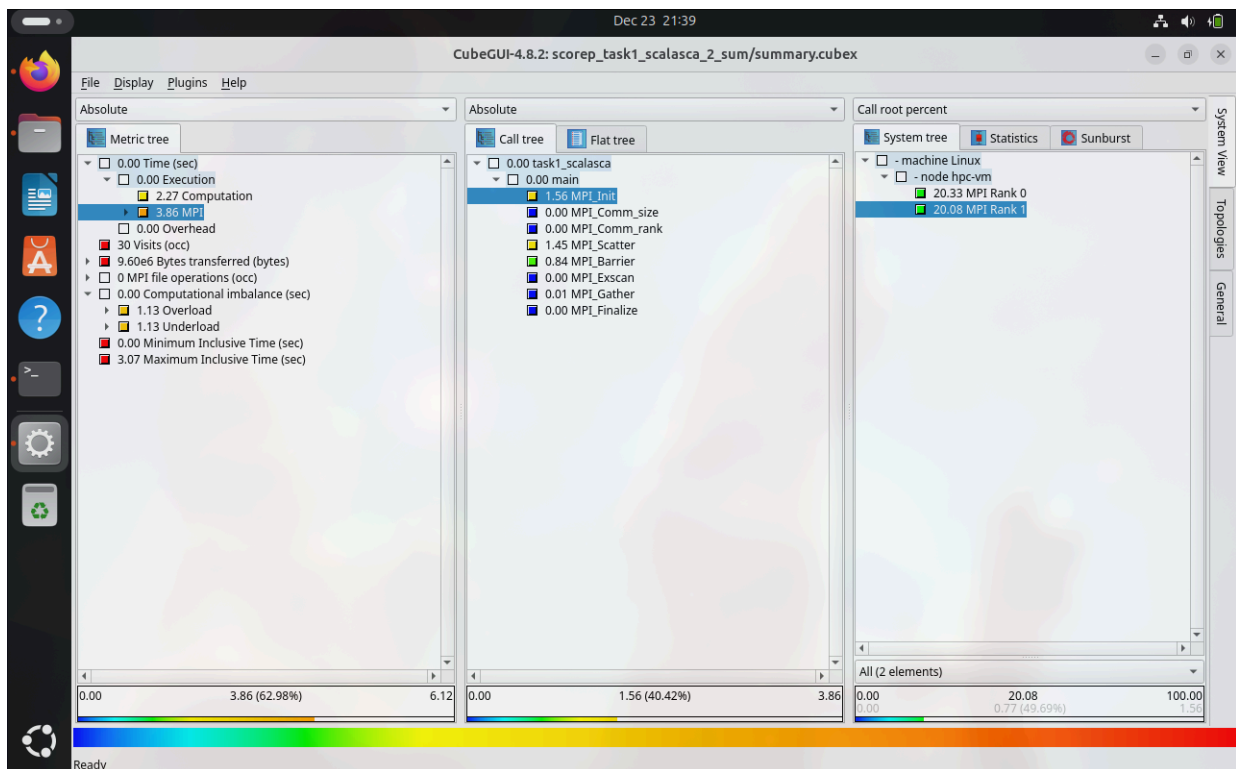 Dec 23 21:39
CubeGUI-4.8.2: scorep_task1_scalasca_2_sum/summary.cubex
File Display Plugins Help
Absolute
Metric tree
0.00 Time (sec)
0.00 Execution
2.27 Computation
3.86 MPI
0.00 Overhead
30 Visits (occ)
9.60e6 Bytes transferred (bytes)
0 MPI file operations (occ)
0.00 Computational imbalance (sec)
1.13 Overload
1.13 Underload
0.00 Minimum Inclusive Time (sec)
3.07 Maximum Inclusive Time (sec)
0.00 3.86 (62.98%) 6.12
Absolute
Call tree Flat tree
0.00 task1_scalasca
0.00 main
1.56 MPI_Init
0.00 MPI_Comm_size
0.00 MPI_Comm_rank
1.45 MPI_Scatter
0.84 MPI_Barrier
0.00 MPI_Exscan
0.01 MPI_Gather
0.00 MPI_Finalize
0.00 1.56 (40.42%) 3.86
Call root percent
System tree Statistics Sunburst
- machine Linux
- node hpc-vm
20.33 MPI Rank 0
20.08 MPI Rank 1
All (2 elements)
0.00 20.08 100.00
0.00 0.77 (49.69%) 1.56
System View
Topologies
General
Ready